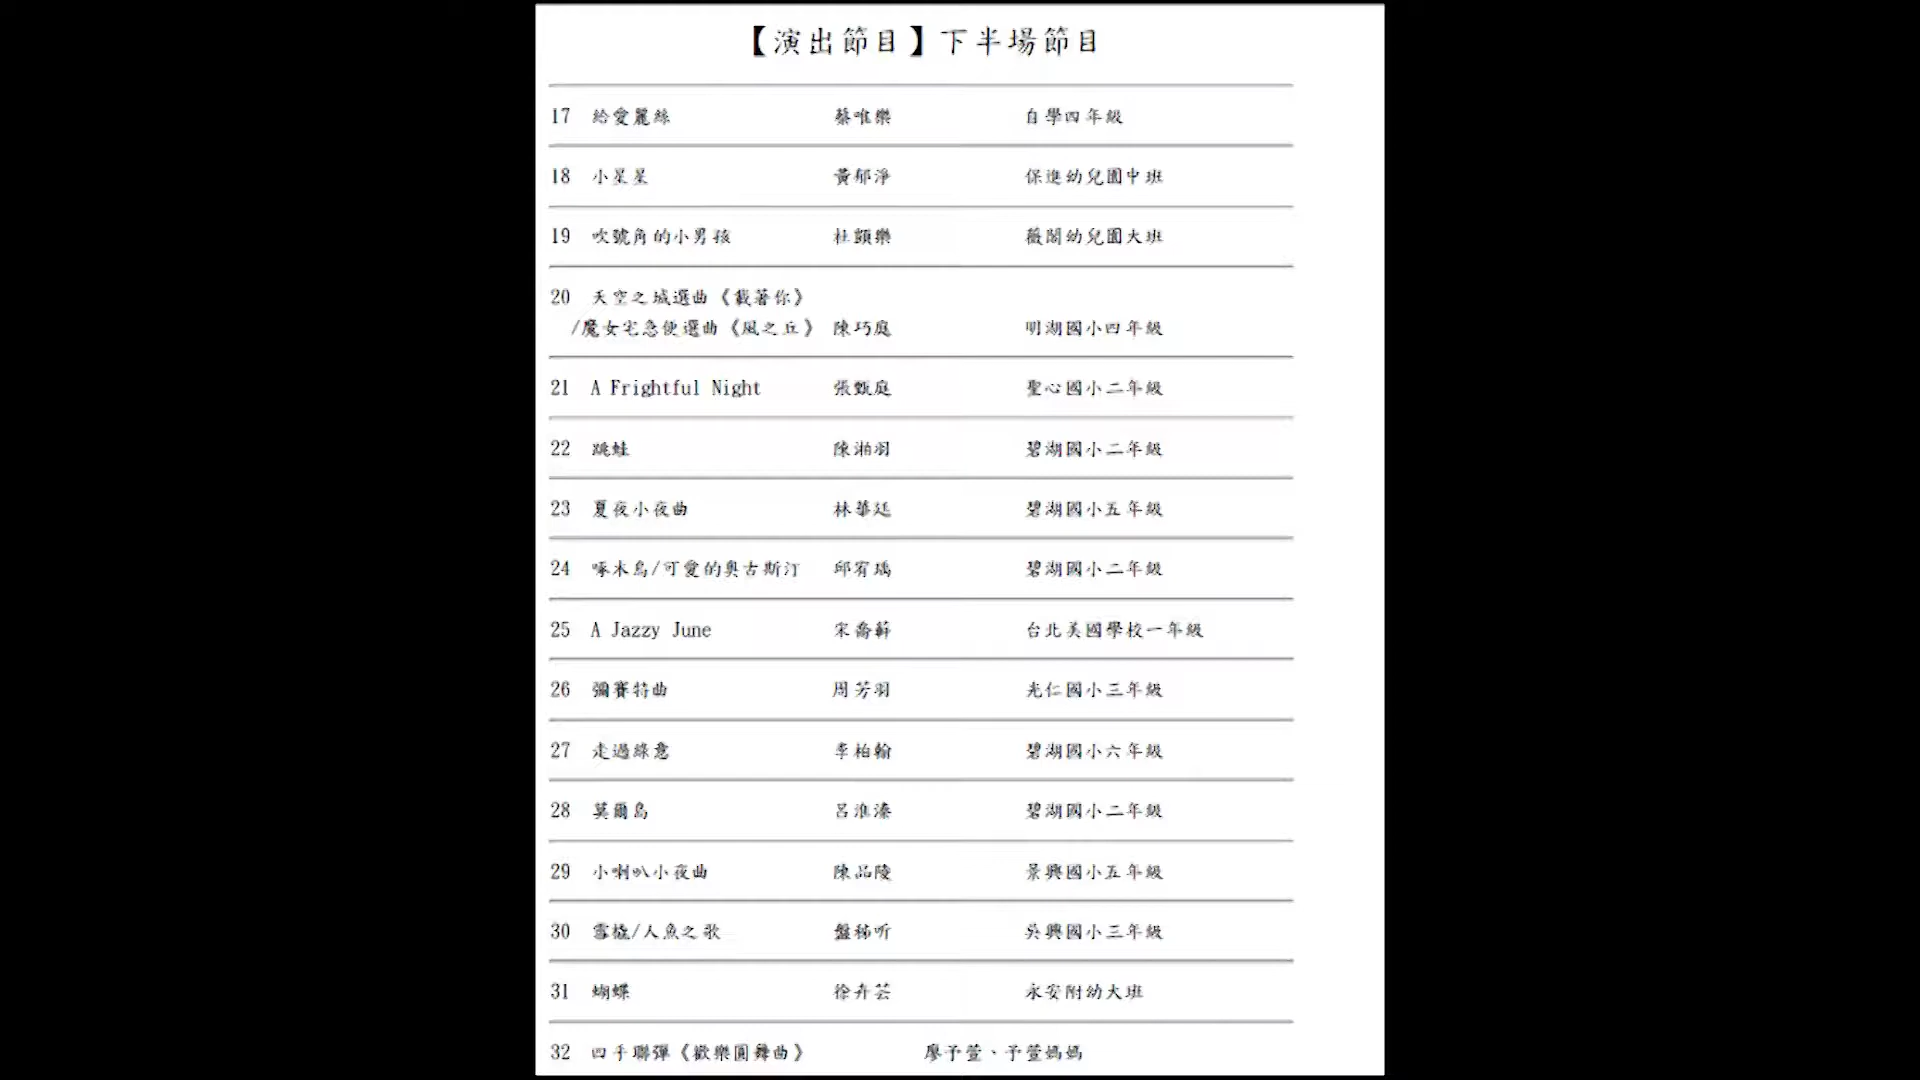 【演出節目】下半場節目
17 給愛麗絲 蔡唯樂 自學四年級
18 小星星 黃郁淨 保進幼兒園中班
19 吹號角的小男孩 杜顗樂 薇閣幼兒園大班
20 天空之城選曲《載著你》
/魔女宅急便選曲《風之丘》 陳巧庭 明湖國小四年級
21 A Frightful Night 張甄庭 聖心國小二年級
22 跳蛙 陳湘羽 碧湖國小二年級
23 夏夜小夜曲 林華廷 碧湖國小五年級
24 啄木鳥/可愛的奧古斯汀 邱宥瑀 碧湖國小二年級
25 A Jazzy June 宋喬 台北美國學校一年級
26 彌賽特曲 周芳羽 光仁國小三年級
27 走過綠意 李柏翰 碧湖國小六年級
28 莫爾島 呂淮溱 碧湖國小二年級
29 小喇叭小夜曲 陳品陵 景興國小五年級
30 雪橇/人魚之歌 盤秭听 吳興國小三年級
31 蝴蝶 徐卉芸 永安附幼大班
32 四手聯彈《歡樂圓舞曲》 廖予萱、予萱媽媽